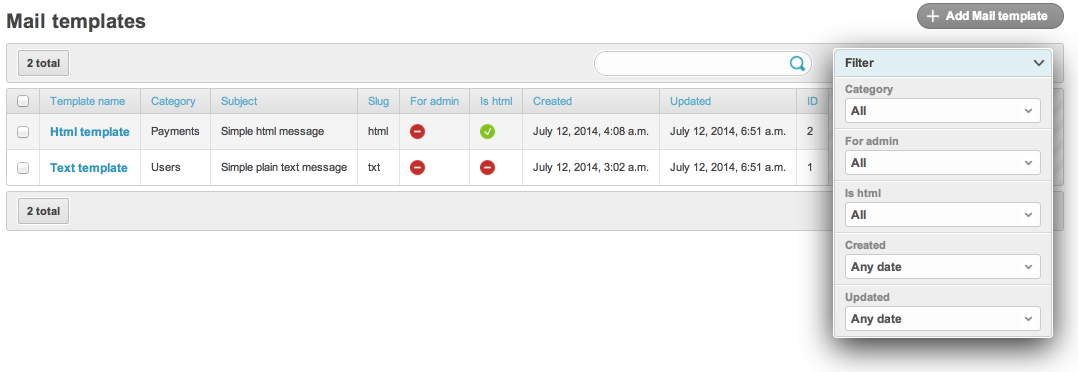 Mail templates
Add Mail template
2 total
Filter
Template name Category Subject Slug For admin Is html Created Updated ID
Html template Payments Simple html message html July 12, 2014, 4:08 a.m. July 12, 2014, 6:51 a.m. 2
Text template Users Simple plain text message txt July 12, 2014, 3:02 a.m. July 12, 2014, 6:51 a.m. 1
2 total
Category
All
For admin
All
Is html
All
Created
Any date
Updated
Any date